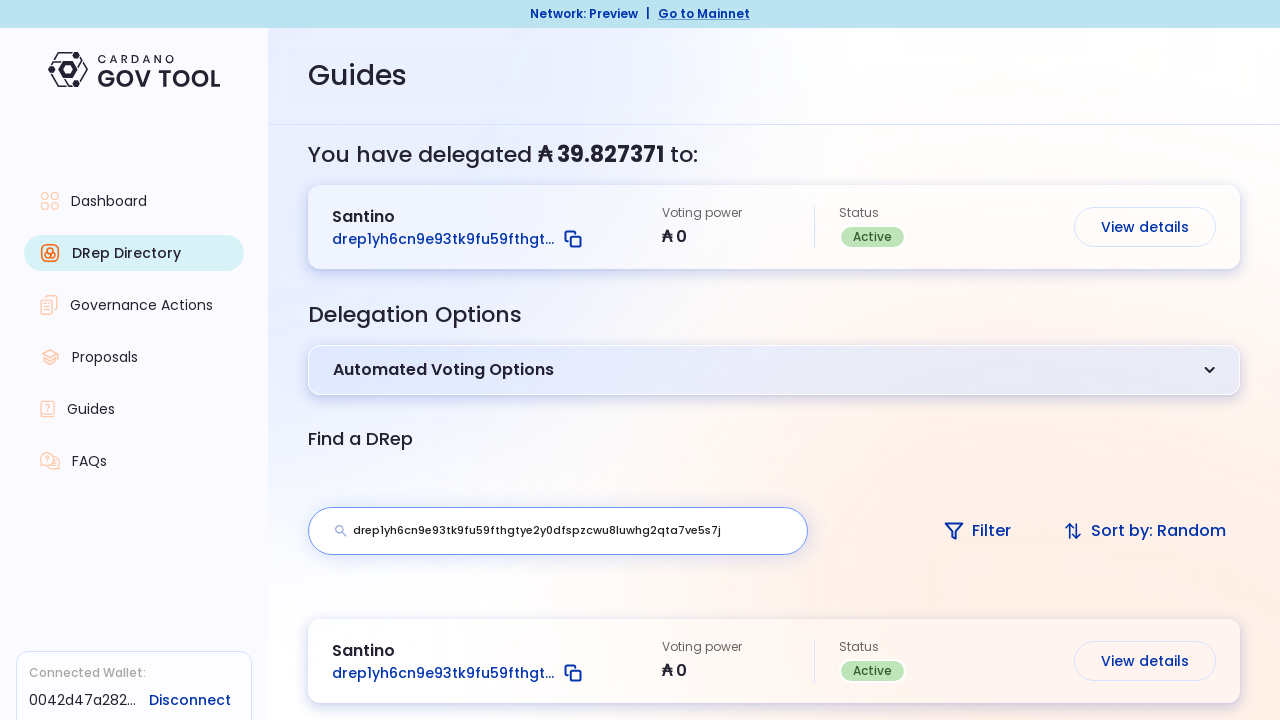 Network: Preview | Go to Mainnet
CARDANO
GOV TOOL
Guides
Dashboard
DRep Directory
Governance Actions
Proposals
Guides
FAQs
Connected Wallet:
0042d47a282... Disconnect
You have delegated ₳ 39.827371 to:
Santino
drep1yh6cn9e93tk9fu59fthgt...
Voting power
₳ 0
Status
Active
View details
Delegation Options
Automated Voting Options
Find a DRep
drep1yh6cn9e93tk9fu59fthgtye2y0dfspzcwu8luwhg2qta7ve5s7j
Filter
Sort by: Random
Santino
drep1yh6cn9e93tk9fu59fthgt...
Voting power
₳ 0
Status
Active
View details